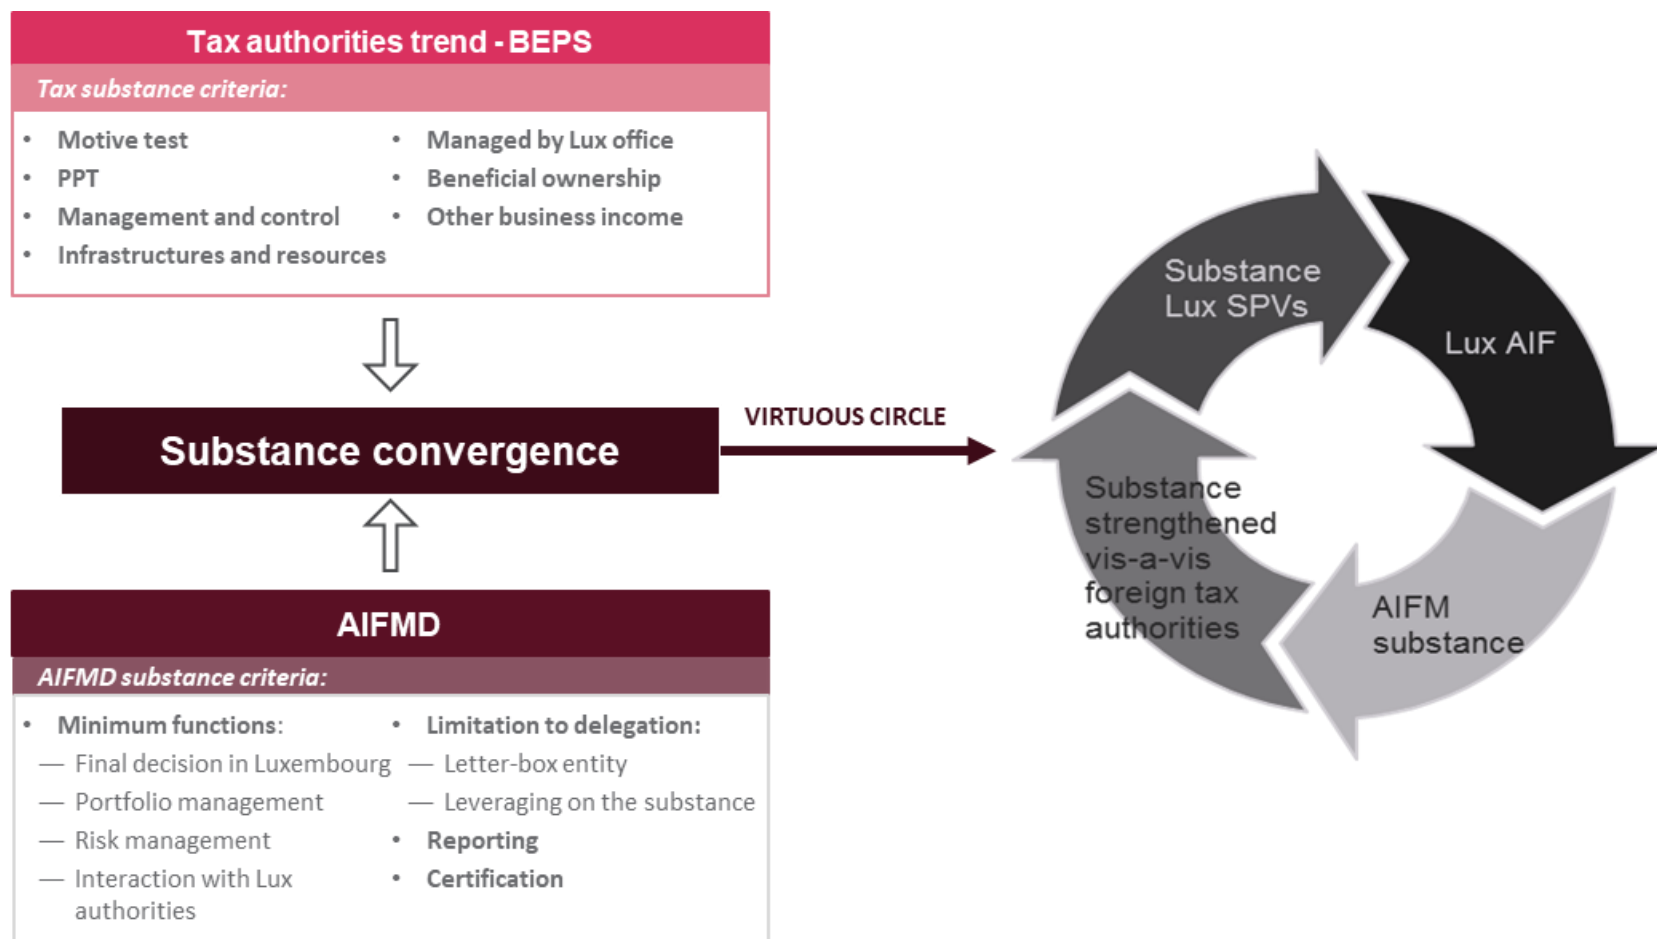 Tax authorities trend - BEPS
Tax substance criteria:
• Motive test
• PPT
• Management and control
• Infrastructures and resources
• Managed by Lux office
• Beneficial ownership
• Other business income
Substance convergence
VIRTUOUS CIRCLE
AIFMD
AIFMD substance criteria:
• Minimum functions:
— Final decision in Luxembourg
— Portfolio management
— Risk management
— Interaction with Lux
authorities
• Limitation to delegation:
— Letter-box entity
— Leveraging on the substance
• Reporting
• Certification
Substance
Lux SPVs
Lux AIF
AIFM
substance
Substance
strengthened
vis-a-vis
foreign tax
authorities